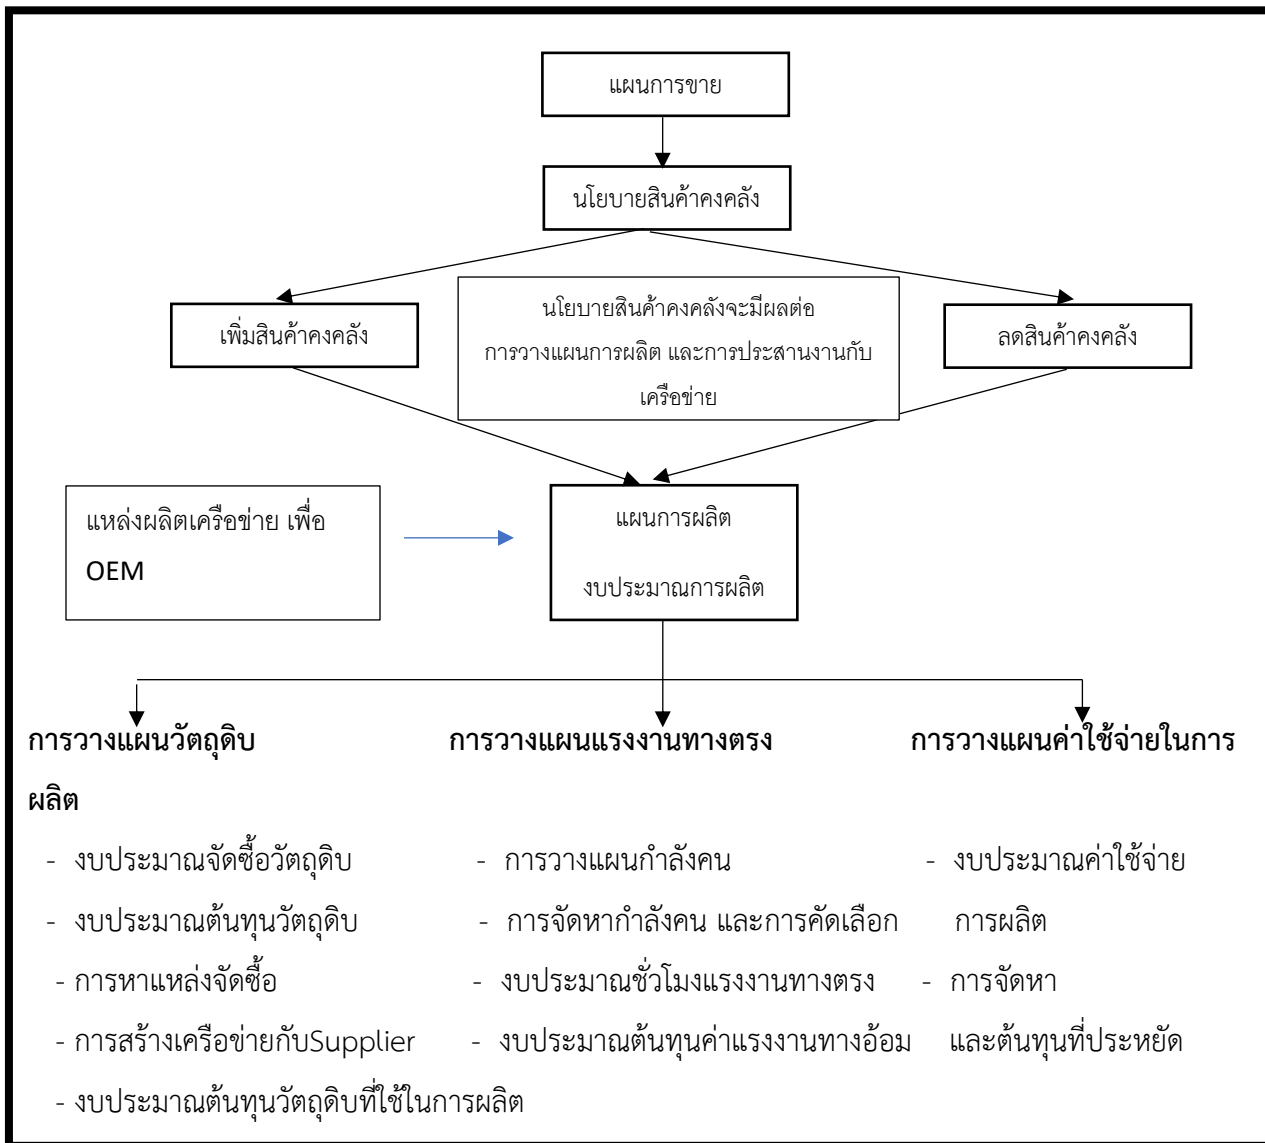 แผนการขาย
นโยบายสินค้าคงคลัง
เพิ่มสินค้าคงคลัง
นโยบายสินค้าคงคลังจะมีผลต่อ
การวางแผนการผลิต และการประสานงานกับ
เครือข่าย
ลดสินค้าคงคลัง
แหล่งผลิตเครือข่าย เพื่อ
OEM
แผนการผลิต
งบประมาณการผลิต
การวางแผนวัตถุดิบ การวางแผนแรงงานทางตรง การวางแผนค่าใช้จ่ายในการ
ผลิต
- งบประมาณจัดซื้อวัตถุดิบ - การวางแผนกำลังคน - งบประมาณค่าใช้จ่าย
- งบประมาณต้นทุนวัตถุดิบ - การจัดหากำลังคน และการคัดเลือก การผลิต
- การหาแหล่งจัดซื้อ - งบประมาณชั่วโมงแรงงานทางตรง - การจัดหา
- การสร้างเครือข่ายกับSupplier - งบประมาณต้นทุนค่าแรงงานทางอ้อม และต้นทุนที่ประหยัด
- งบประมาณต้นทุนวัตถุดิบที่ใช้ในการผลิต